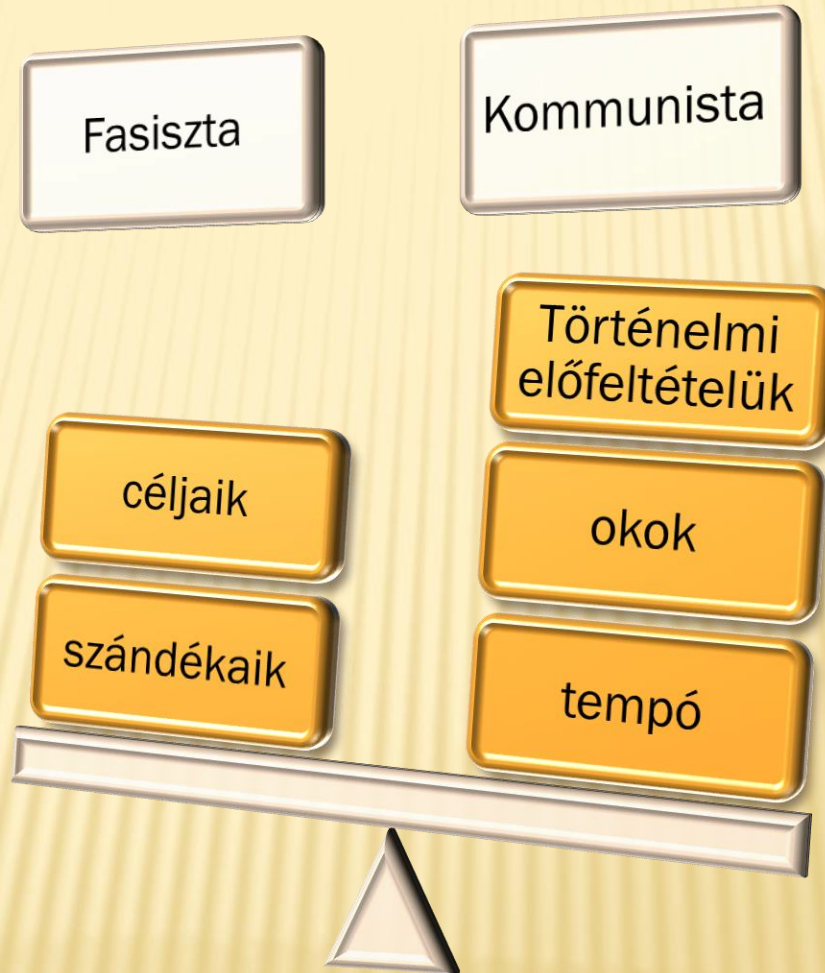 Fasiszta
Kommunista
céljaik
szándékaik
Történelmi
előfeltételük
okok
tempó